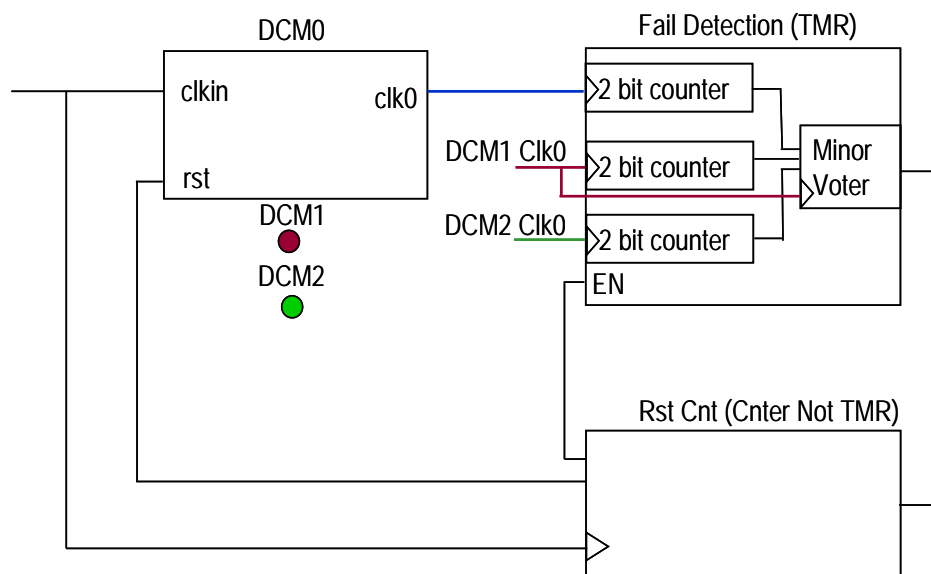 DCM0
clkin
clk0
rst
DCM1
DCM2
Fail Detection (TMR)
2 bit counter
DCM1 Clk0
2 bit counter
Minor
Voter
DCM2 Clk0
2 bit counter
EN
Rst Cnt (Cnter Not TMR)